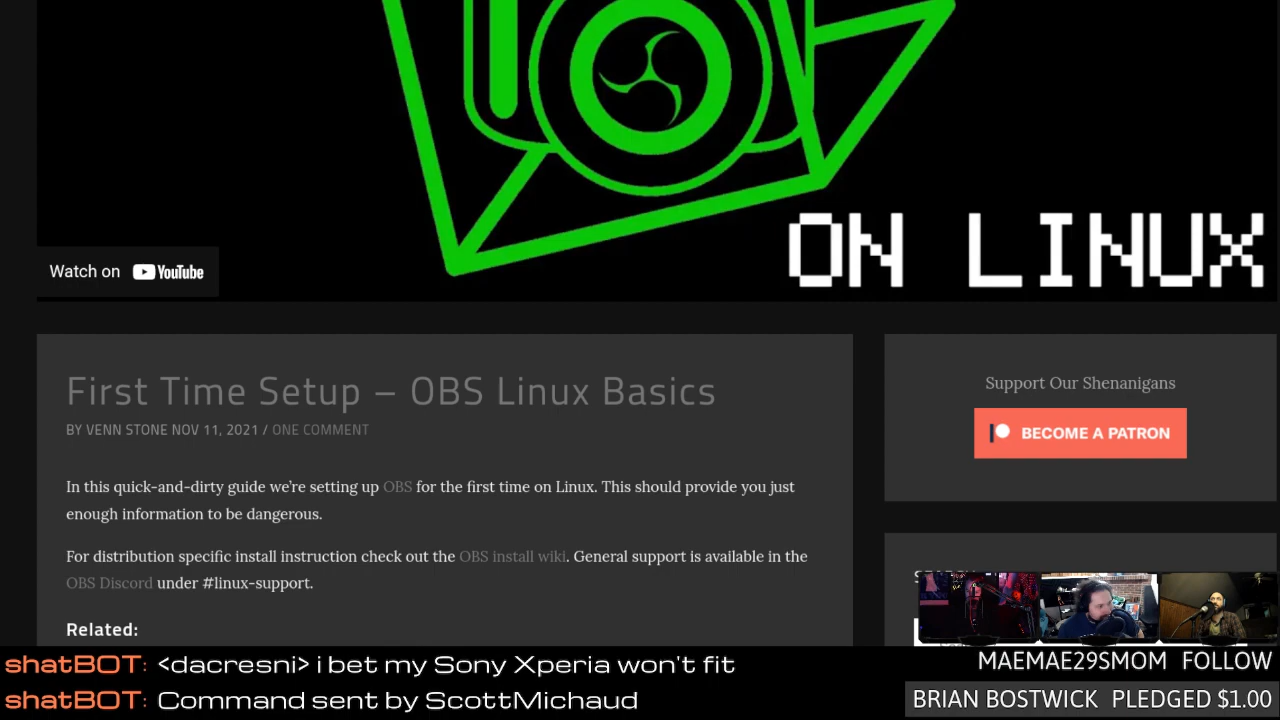 ON LINUX
Watch on YouTube
First Time Setup – OBS Linux Basics
BY VENN STONE NOV 11, 2021 / ONE COMMENT
In this quick-and-dirty guide we’re setting up OBS for the first time on Linux. This should provide you just
enough information to be dangerous.
For distribution specific install instruction check out the OBS install wiki. General support is available in the
OBS Discord under #linux-support.
Related:
Support Our Shenanigans
BECOME A PATRON
shatBOT: <dacresni> i bet my Sony Xperia won't fit
shatBOT: Command sent by ScottMichaud
MAEMAE29SMOM FOLLOW
BRIAN BOSTWICK PLEDGED $1.00